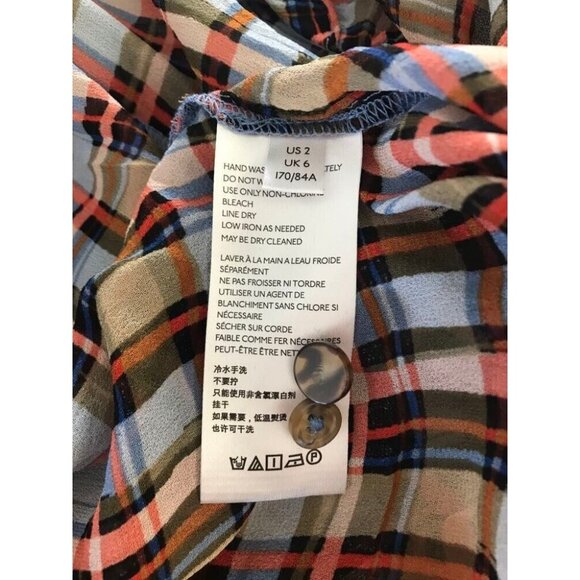 US 2
UK 6
170/84A
HAND WAS
DO NOT W
USE ONLY NON-CHLORINE
BLEACH
LINE DRY
LOW IRON AS NEEDED
MAY BE DRY CLEANED
LAVER À LA MAIN A LEAU FROIDE
SÉPARÉMENT
NE PAS FROISSER NI TORDRE
UTILISER UN AGENT DE
BLANCHIMENT SANS CHLORE SI
NÉCESSAIRE
SÉCHER SUR CORDE
FAIBLE COMME FER NÉCESSAIRES
PEUT-ÊTRE ÊTRE NETT
冷水手洗
不要拧
只能使用非含氯漂白剂
挂干
如果需要，低温熨烫
也许可干洗